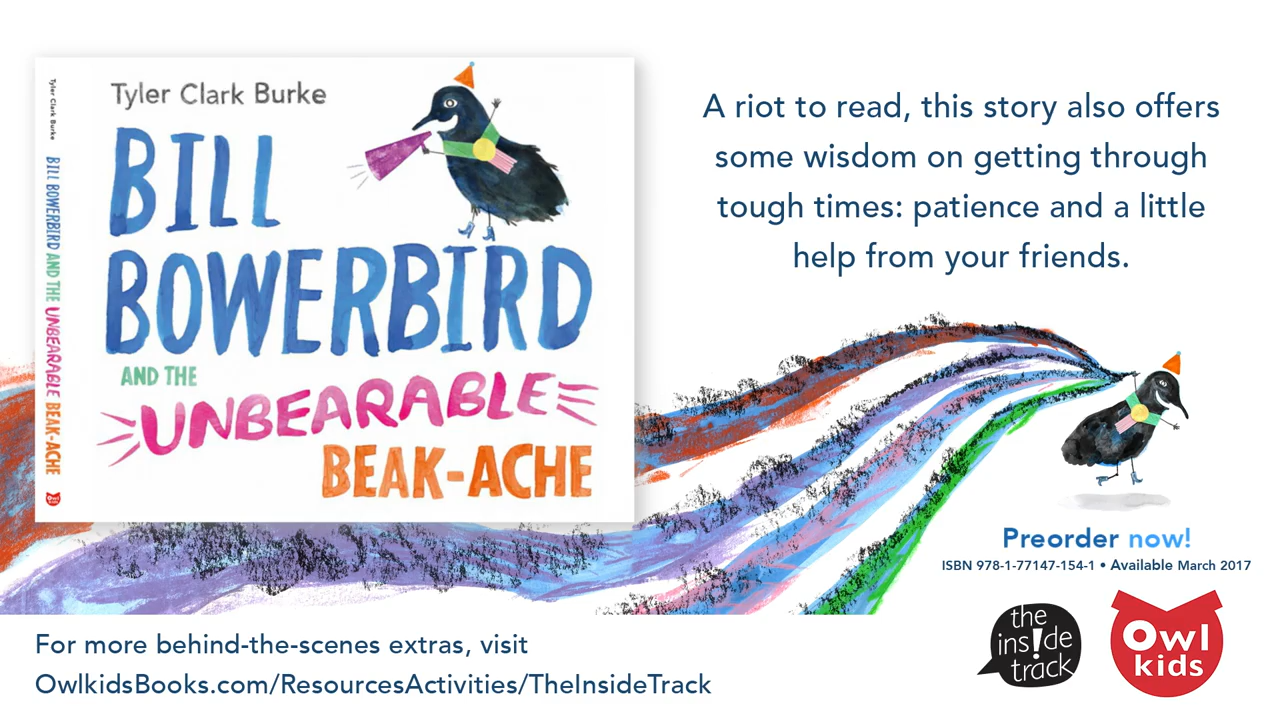 Tyler Clark Burke
BILL BOWERBIRD AND THE UNBEARABLE BEAK-ACHE
Owl
kids
Tyler Clark Burke
BILL
BOWERBIRD
AND THE
UNBEARABLE
BEAK-ACHE
A riot to read, this story also offers
some wisdom on getting through
tough times: patience and a little
help from your friends.
Preorder now!
ISBN 978-1-77147-154-1 • Available March 2017
the
ins!de
track
Owl
kids
For more behind-the-scenes extras, visit
OwlkidsBooks.com/ResourcesActivities/TheInsideTrack